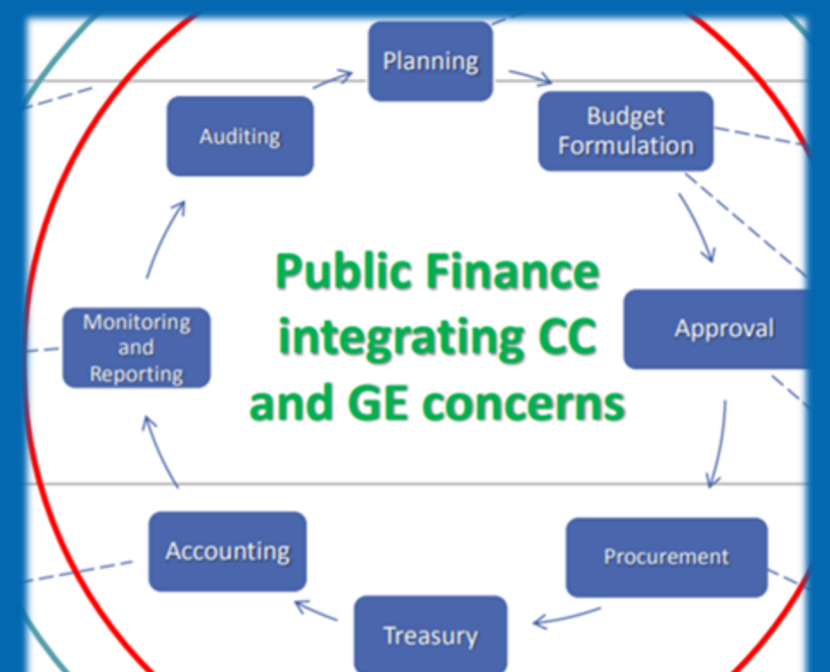 Planning
Budget
Formulation
Auditing
Public Finance
integrating CC
and GE concerns
Approval
Monitoring
and
Reporting
Procurement
Accounting
Treasury